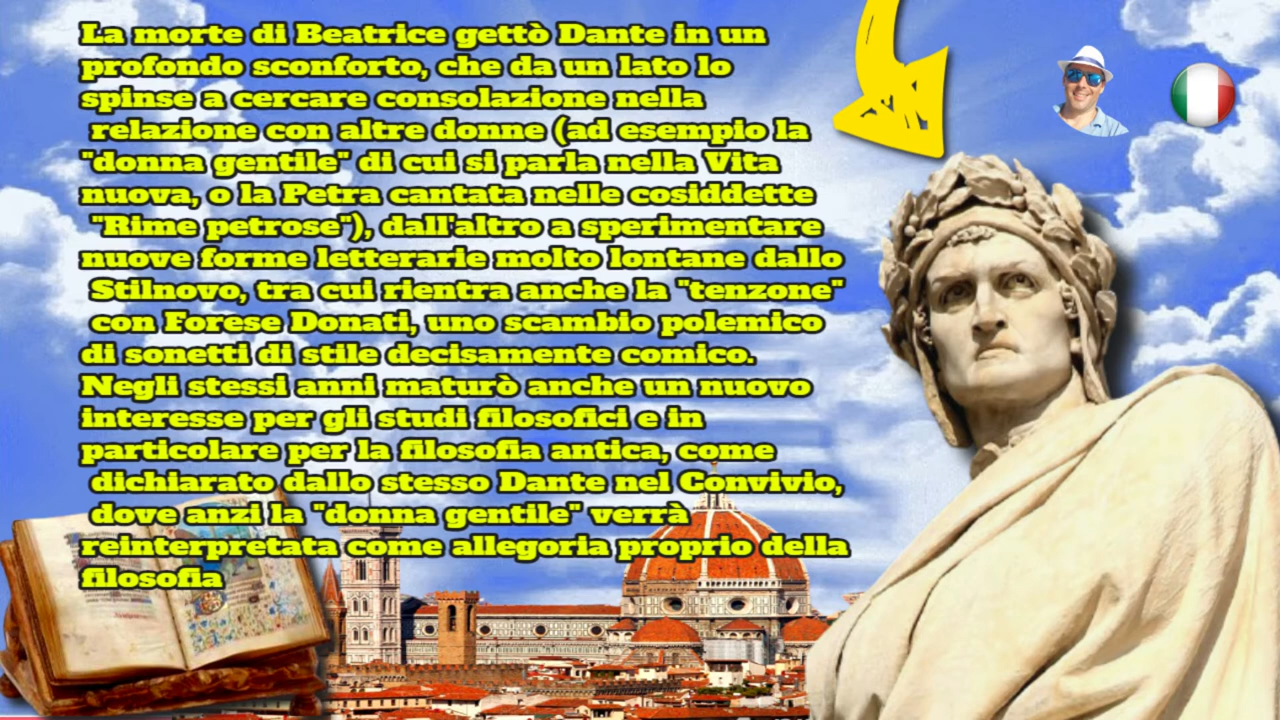 La morte di Beatrice gettò Dante in un
profondo sconforto, che da un lato lo
spinse a cercare consolazione nella
relazione con altre donne (ad esempio la
"donna gentile" di cui si parla nella Vita
nuova, o la Petra cantata nelle cosiddette
"Rime petrose"), dall'altro a sperimentare
nuove forme letterarie molto lontane dallo
Stilnovo, tra cui rientra anche la "tenzone"
con Forese Donati, uno scambio polemico
di sonetti di stile decisamente comico.
Negli stessi anni maturò anche un nuovo
interesse per gli studi filosofici e in
particolare per la filosofia antica, come
dichiarato dallo stesso Dante nel Convivio,
dove anzi la "donna gentile" verrà
reinterpretata come allegoria proprio della
filosofia